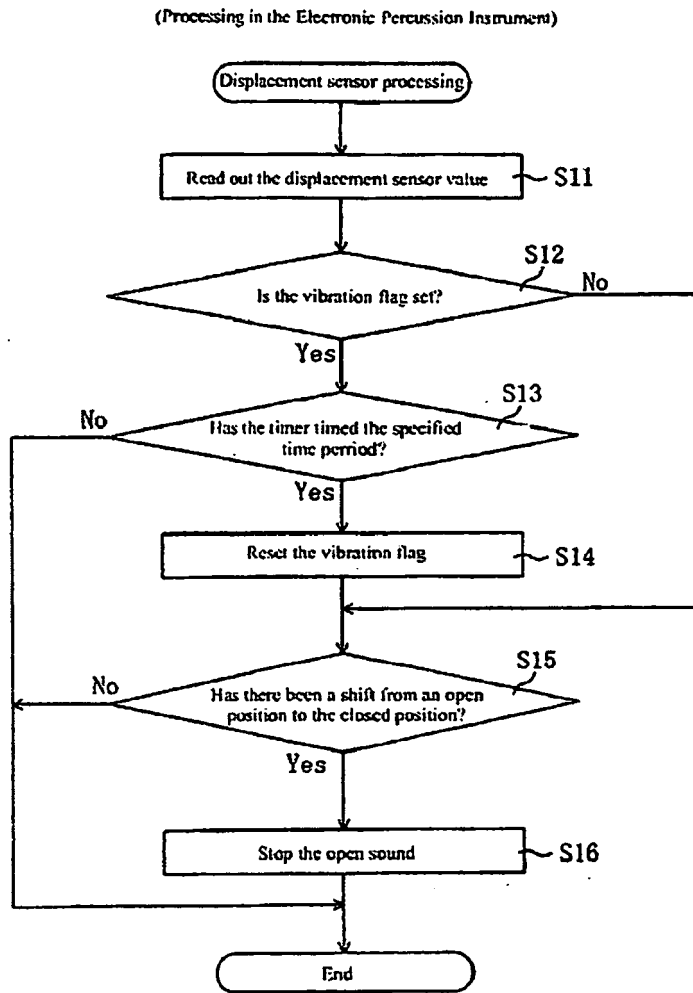 (Processing in the Electronic Percussion Instrument)
Displacement sensor processing
Read out the displacement sensor value
S11
S12
Is the vibration flag set?
No
Yes
S13
No
Has the timer timed the specified
time perriod?
Yes
Reset the vibration flag
S14
S15
No
Has there been a shift from an open
position to the closed position?
Yes
Stop the open sound
S16
End